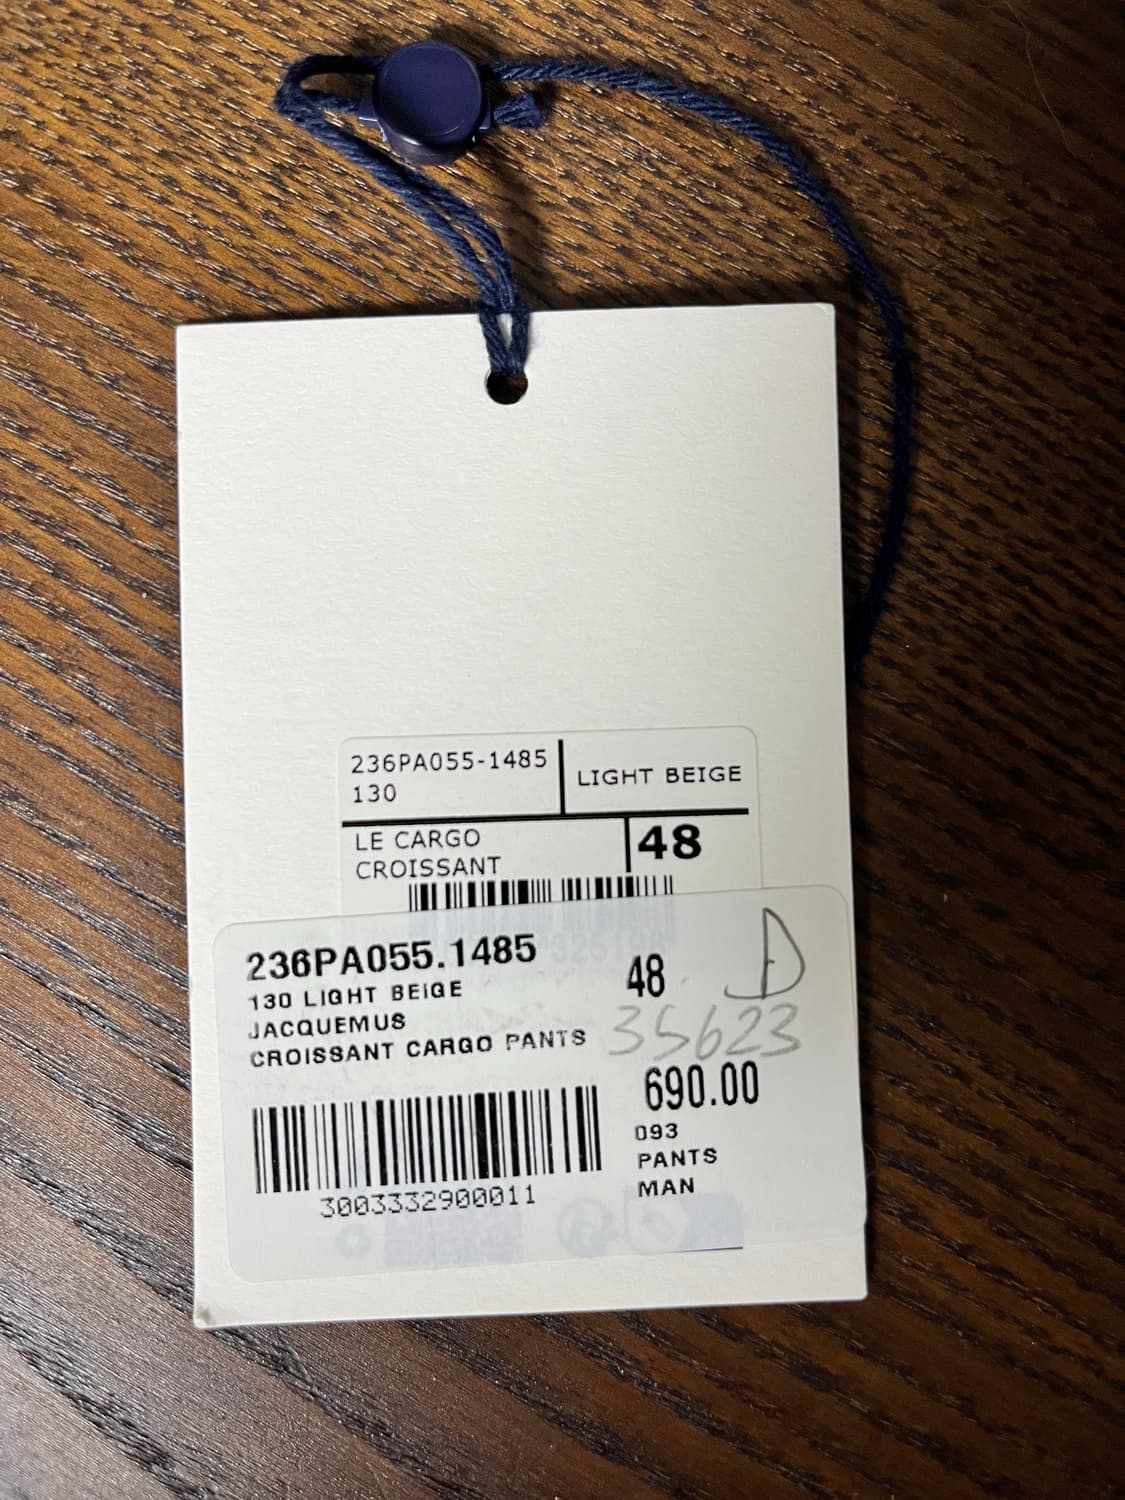 236PA055-1485
130
LIGHT BEIGE
LE CARGO
CROISSANT
48
236PA055.1485
130 LIGHT BEIGE
JACQUEMUS
CROISSANT CARGO PANTS
48
D
35623
690.00
093
PANTS
MAN
3003332900011